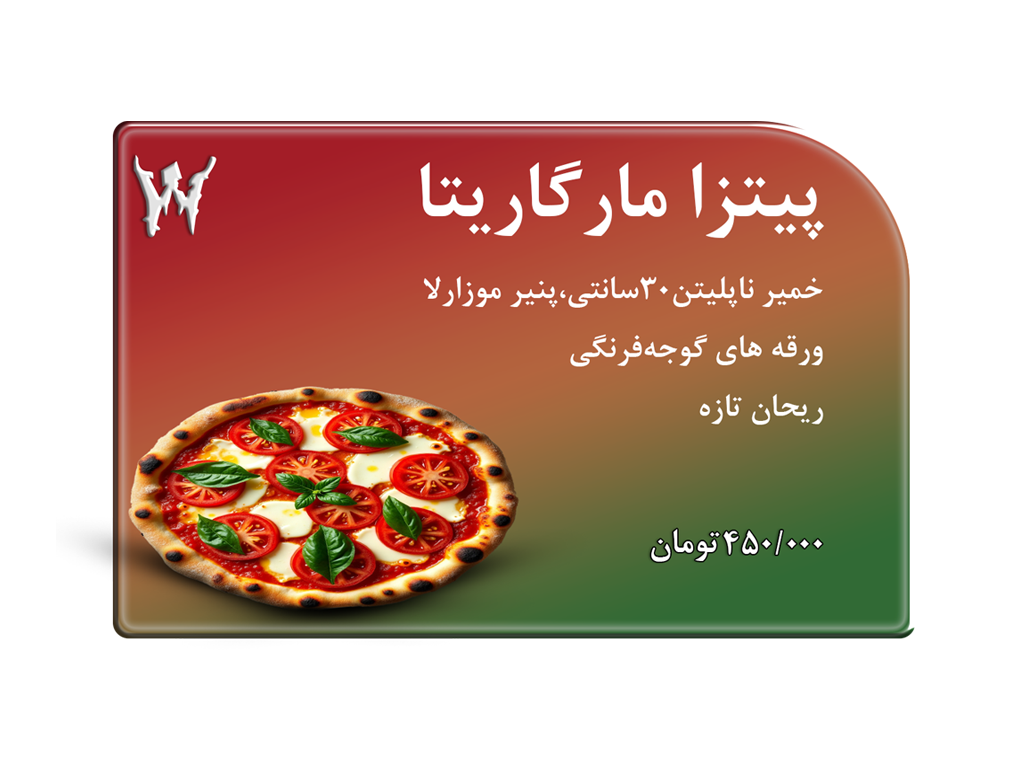 W
پیتزا مارگاریتا
خمیر ناپلیتن۳۰سانتی،پنیر موزارلا
ورقه های گوجه‌فرنگی
ریحان تازه
۴۵۰/۰۰۰تومان